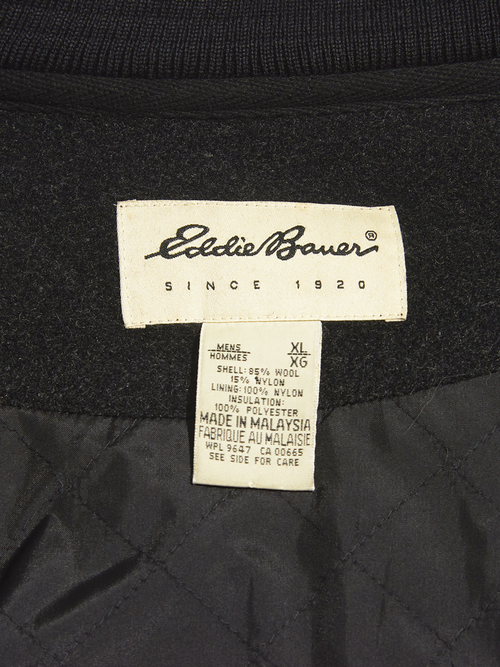 Eddie Bauer®
SINCE 1920
MENS XL
HOMMES XG
SHELL: 85% WOOL
15% NYLON
LINING: 100% NYLON
INSULATION:
100% POLYESTER
MADE IN MALAYSIA
FABRIQUE AU MALAISIE
WPL 9647 CA 00665
SEE SIDE FOR CARE